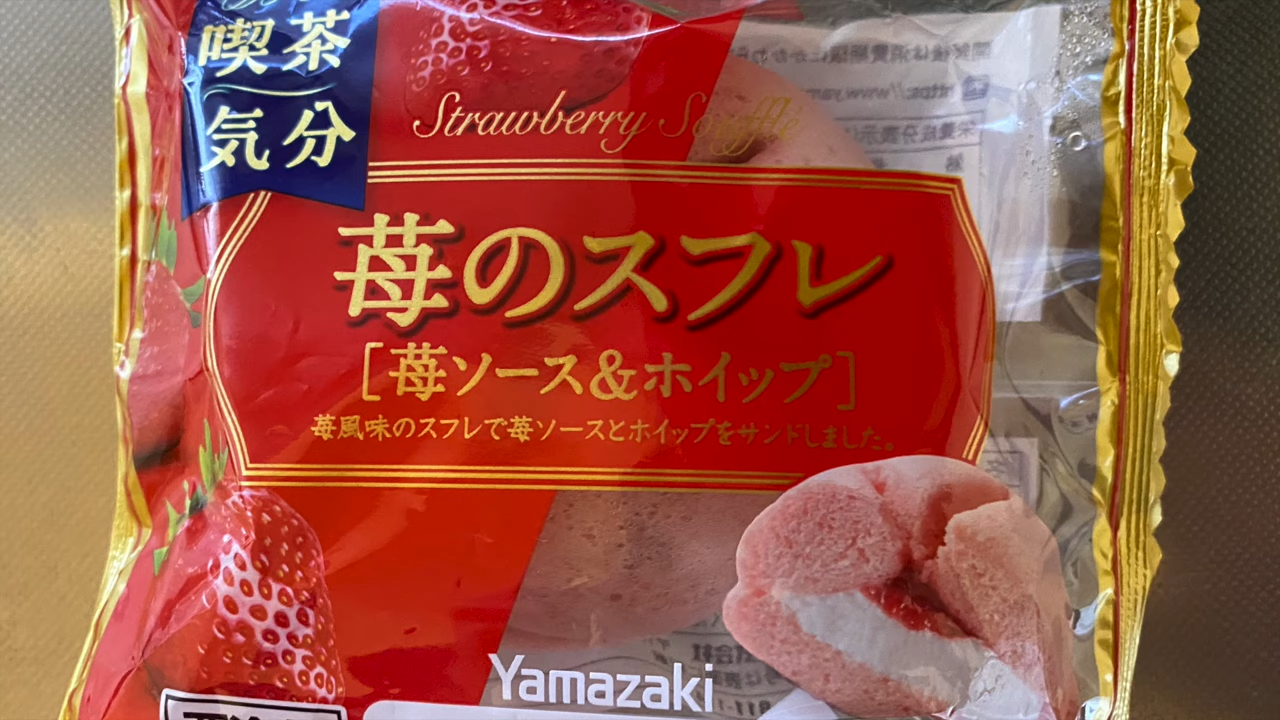 喫茶
気分
Strawberry Soufflé
苺のスフレ
[苺ソース&ホイップ]
苺風味のスフレで苺ソースとホイップをサンドしました。
Yamazaki